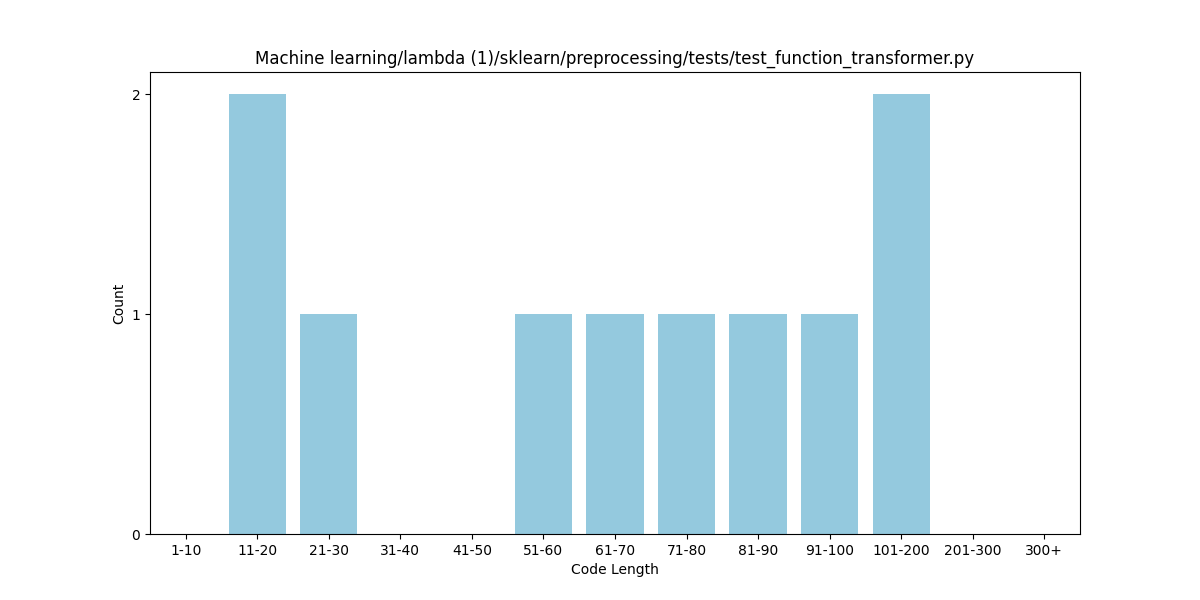 Machine learning/lambda (1)/sklearn/preprocessing/tests/test_function_transformer.py
Count
2
1
0
1-10 11-20 21-30 31-40 41-50 51-60 61-70 71-80 81-90 91-100 101-200 201-300 300+
Code Length